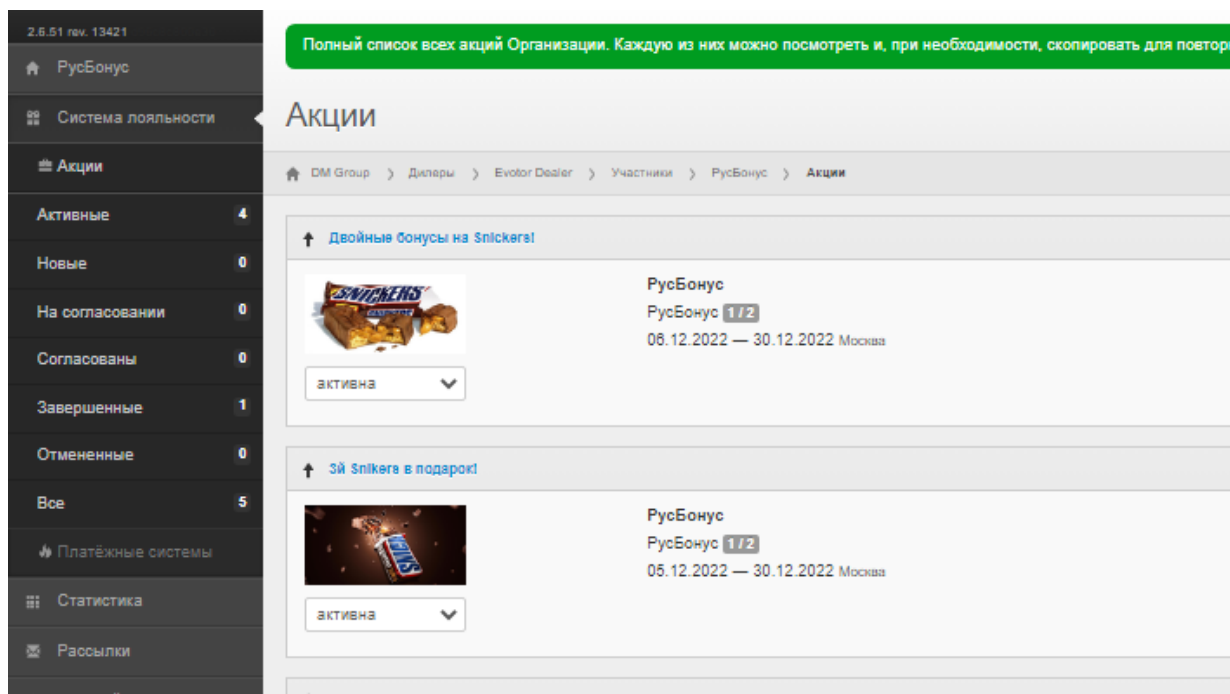 2.6.51 rev. 13421
РусБонус
Система лояльности
Акции
Активные 4
Новые 0
На согласовании 0
Согласованы 0
Завершенные 1
Отмененные 0
Все 5
Платёжные системы
Статистика
Рассылки
Полный список всех акций Организации. Каждую из них можно посмотреть и, при необходимости, скопировать для повтор
Акции
DM Group > Дилеры > Evotor Dealer > Участники > РусБонус > Акции
Двойные бонусы на Snickers!
SNICKERS
РусБонус
РусБонус 1 / 2
06.12.2022 — 30.12.2022 Москва
активна
3й Snikers в подарок!
РусБонус
РусБонус 1 / 2
05.12.2022 — 30.12.2022 Москва
активна